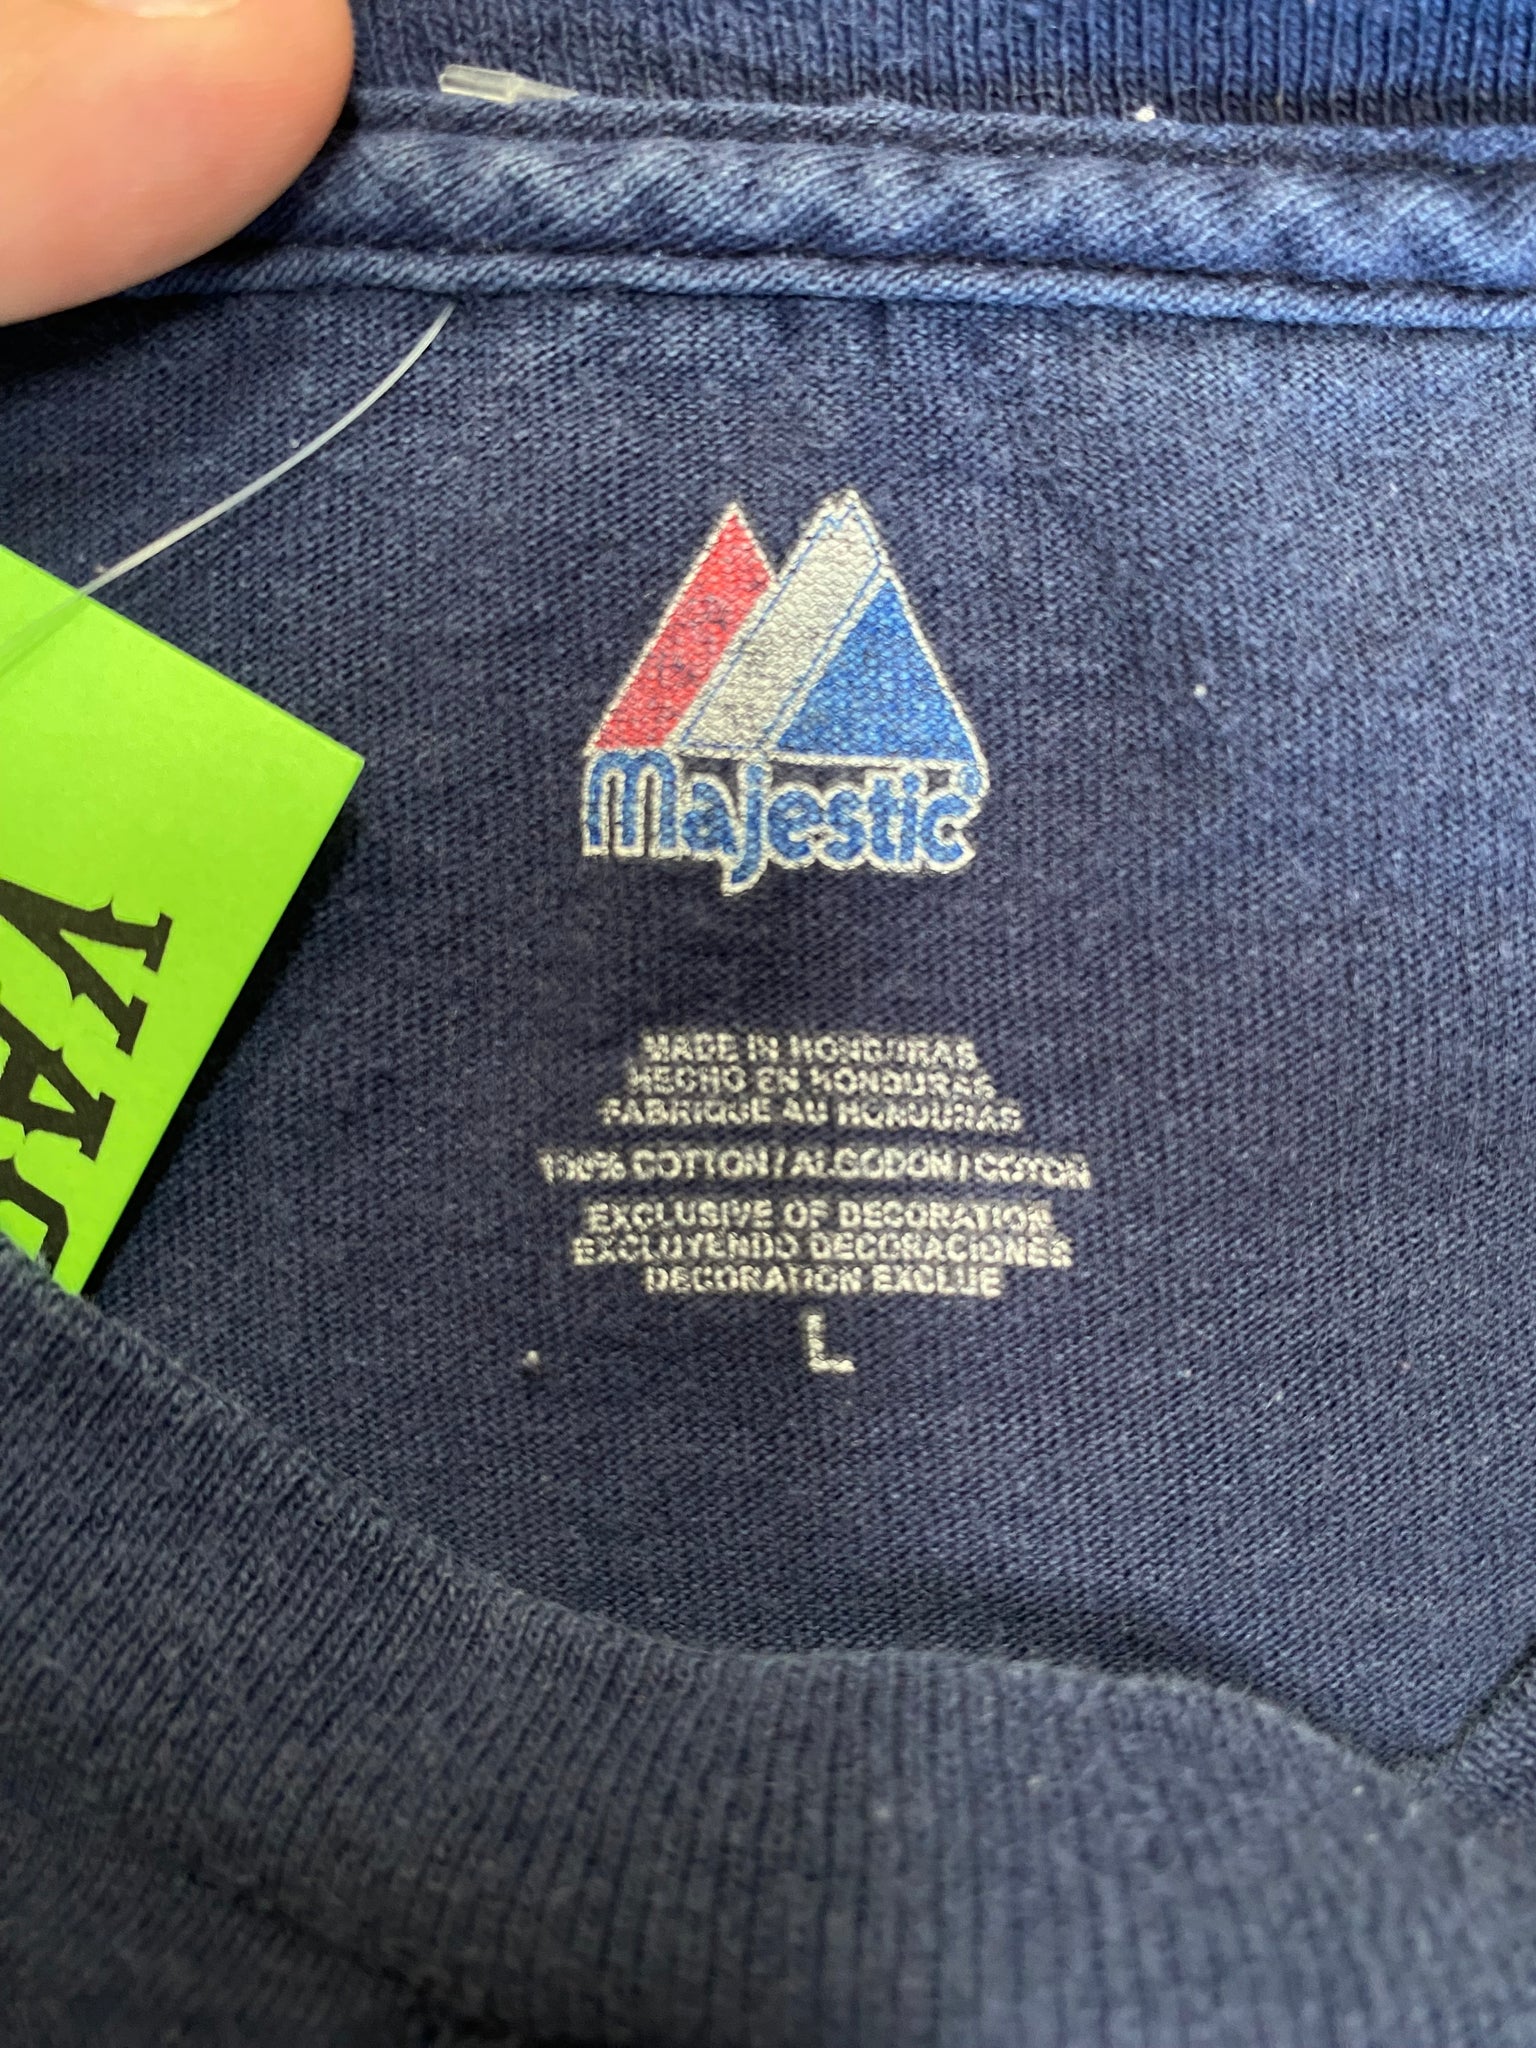 Majestic®
MADE IN HONDURAS
HECHO EN HONDURAS
FABRIQUE AU HONDURAS
100% COTTON / ALGODON / COTON
EXCLUSIVE OF DECORATION
EXCLUYENDO DECORACIONES
DECORATION EXCLUE
L